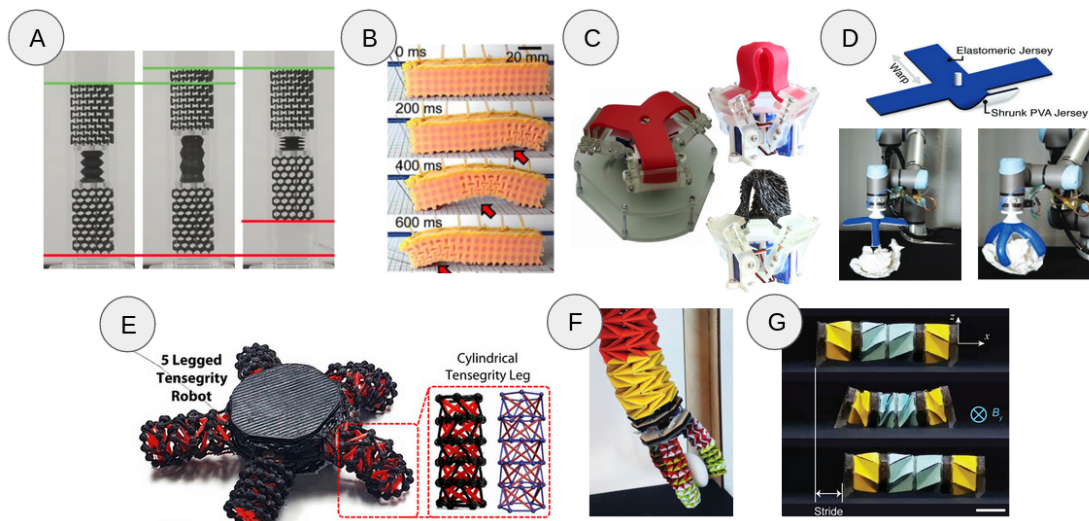 A
B
0 ms
20 mm
200 ms
400 ms
600 ms
C
D
Elastomeric Jersey
Warp
Shrunk PVA Jersey
E
5 Legged
Tensegrity
Robot
Cylindrical
Tensegrity Leg
F
G
z
x
B_y
Stride